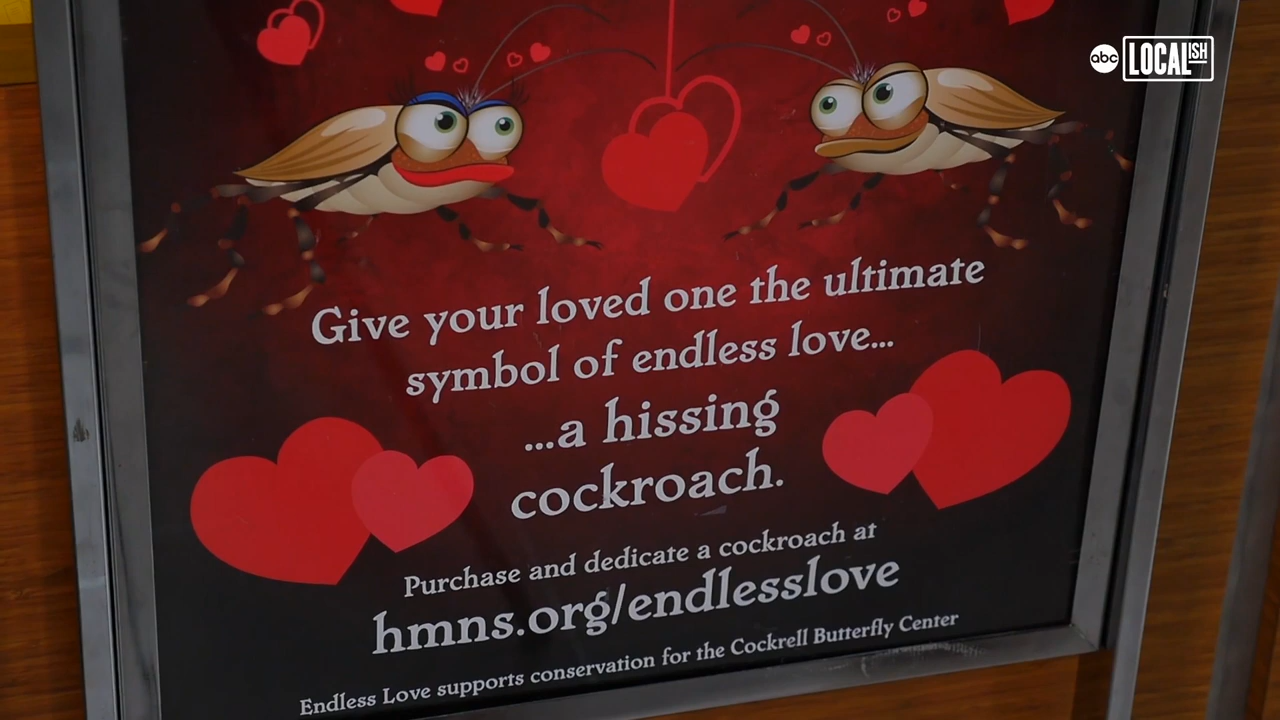 abc LOCALISH
Give your loved one the ultimate
symbol of endless love...
...a hissing
cockroach.
Purchase and dedicate a cockroach at
hmns.org/endlesslove
Endless Love supports conservation for the Cockrell Butterfly Center